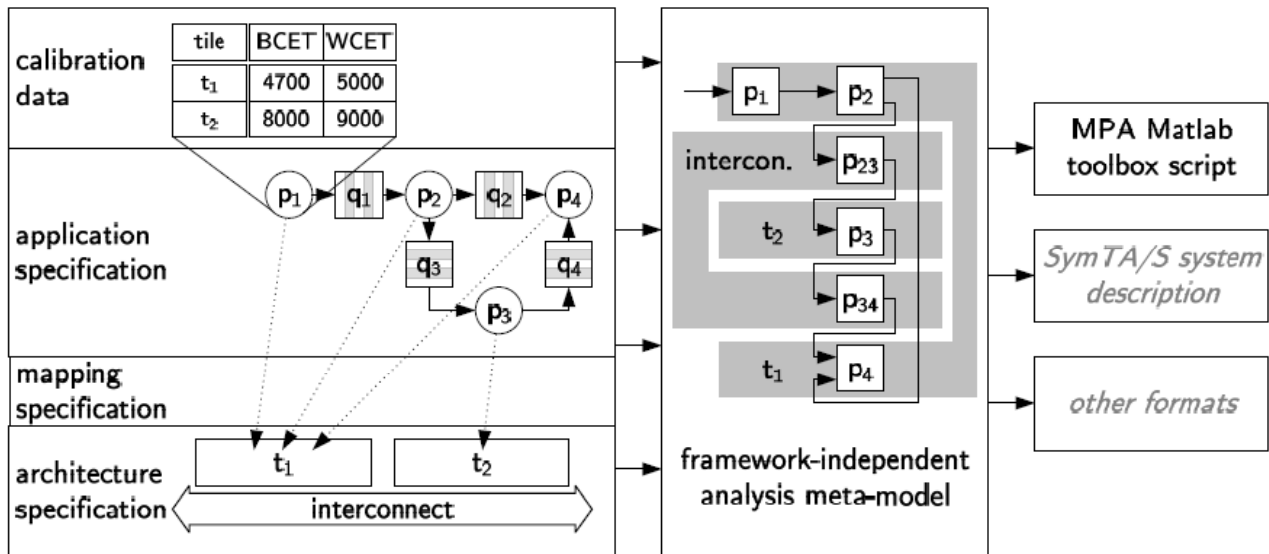 calibration
data
tile BCET WCET
t1 4700 5000
t2 8000 9000
application
specification
p1 q1 p2 q2 p4
q3 q4
p3
mapping
specification
architecture
specification
t1 t2
interconnect
p1 p2
intercon. p23
t2 p3
p34
t1 p4
framework-independent
analysis meta-model
MPA Matlab
toolbox script
SymTA/S system
description
other formats